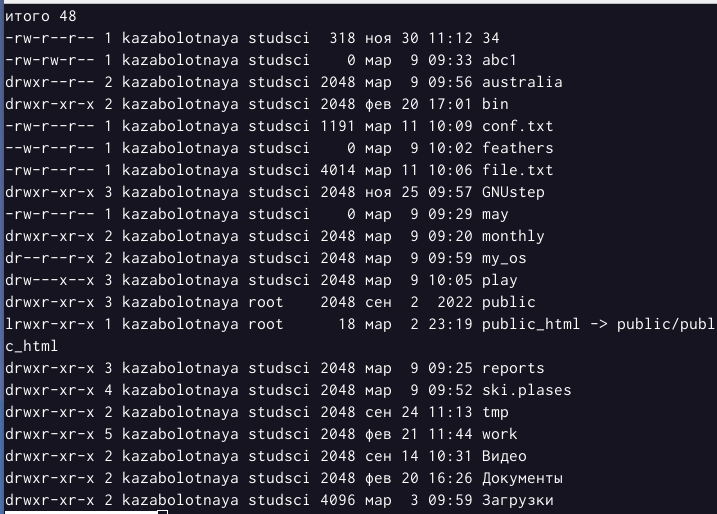 итого 48
-rw-r--r-- 1 kazabolotnaya studsci  318 ноя 30 11:12 34
-rw-rw-r-- 1 kazabolotnaya studsci    0 мар  9 09:33 abc1
drwxr--r-- 2 kazabolotnaya studsci 2048 мар  9 09:56 australia
drwxr-xr-x 2 kazabolotnaya studsci 2048 фев 20 17:01 bin
-rw-r--r-- 1 kazabolotnaya studsci 1191 мар 11 10:09 conf.txt
--w-r--r-- 1 kazabolotnaya studsci    0 мар  9 10:02 feathers
-rw-r--r-- 1 kazabolotnaya studsci 4014 мар 11 10:06 file.txt
drwxr-xr-x 3 kazabolotnaya studsci 2048 ноя 25 09:57 GNUstep
-rw-r--r-- 1 kazabolotnaya studsci    0 мар  9 09:29 may
drwxr-xr-x 2 kazabolotnaya studsci 2048 мар  9 09:20 monthly
dr--r--r-x 2 kazabolotnaya studsci 2048 мар  9 09:59 my_os
drw---x--x 3 kazabolotnaya studsci 2048 мар  9 10:05 play
drwxr-xr-x 3 kazabolotnaya root    2048 сен  2  2022 public
lrwxr-xr-x 1 kazabolotnaya root      18 мар  2 23:19 public_html -> public/publ
c_html
drwxr-xr-x 3 kazabolotnaya studsci 2048 мар  9 09:25 reports
drwxr-xr-x 4 kazabolotnaya studsci 2048 мар  9 09:52 ski.plases
drwxr-xr-x 2 kazabolotnaya studsci 2048 сен 24 11:13 tmp
drwxr-xr-x 5 kazabolotnaya studsci 2048 фев 21 11:44 work
drwxr-xr-x 2 kazabolotnaya studsci 2048 сен 14 10:31 Видео
drwxr-xr-x 2 kazabolotnaya studsci 2048 фев 20 16:26 Документы
drwxr-xr-x 2 kazabolotnaya studsci 4096 мар  3 09:59 Загрузки